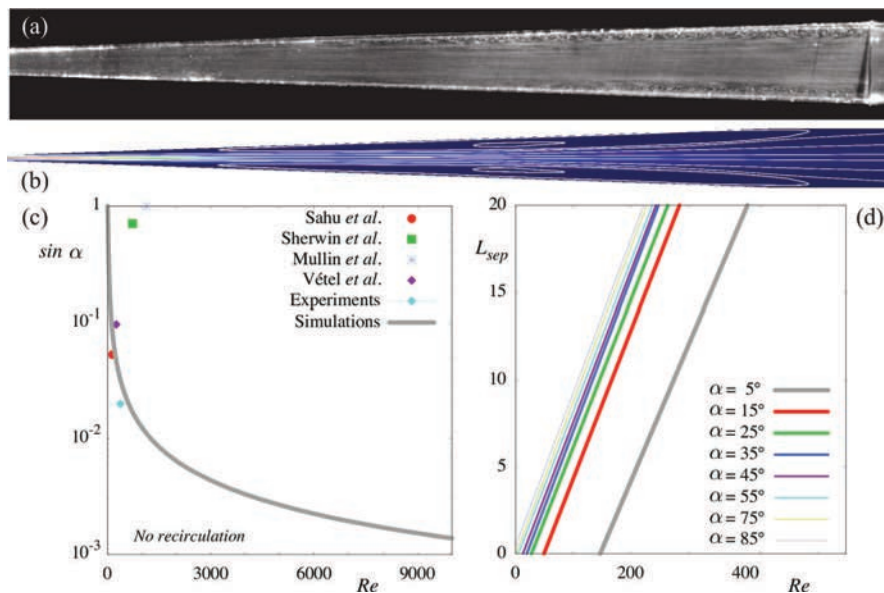 (a)
(b)
(c)
sin α
1
10⁻¹
10⁻²
10⁻³
Sahu et al.
Sherwin et al.
Mullin et al.
Vétel et al.
Experiments
Simulations
No recirculation
0
3000
6000
9000
Re
(d)
L_sep
20
15
10
5
0
α = 5°
α = 15°
α = 25°
α = 35°
α = 45°
α = 55°
α = 75°
α = 85°
0
200
400
Re